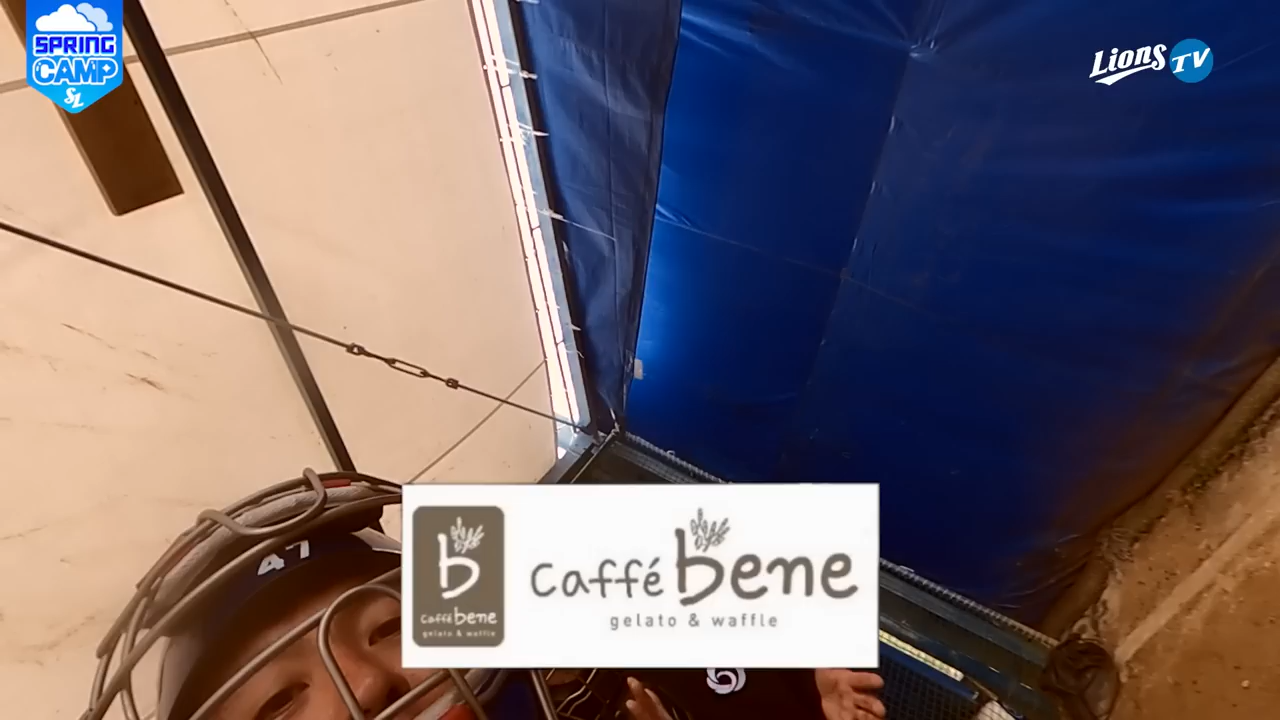 SPRING
CAMP
SL
Lions TV
47
b
caffé bene
gelato & waffle
caffé bene
gelato & waffle